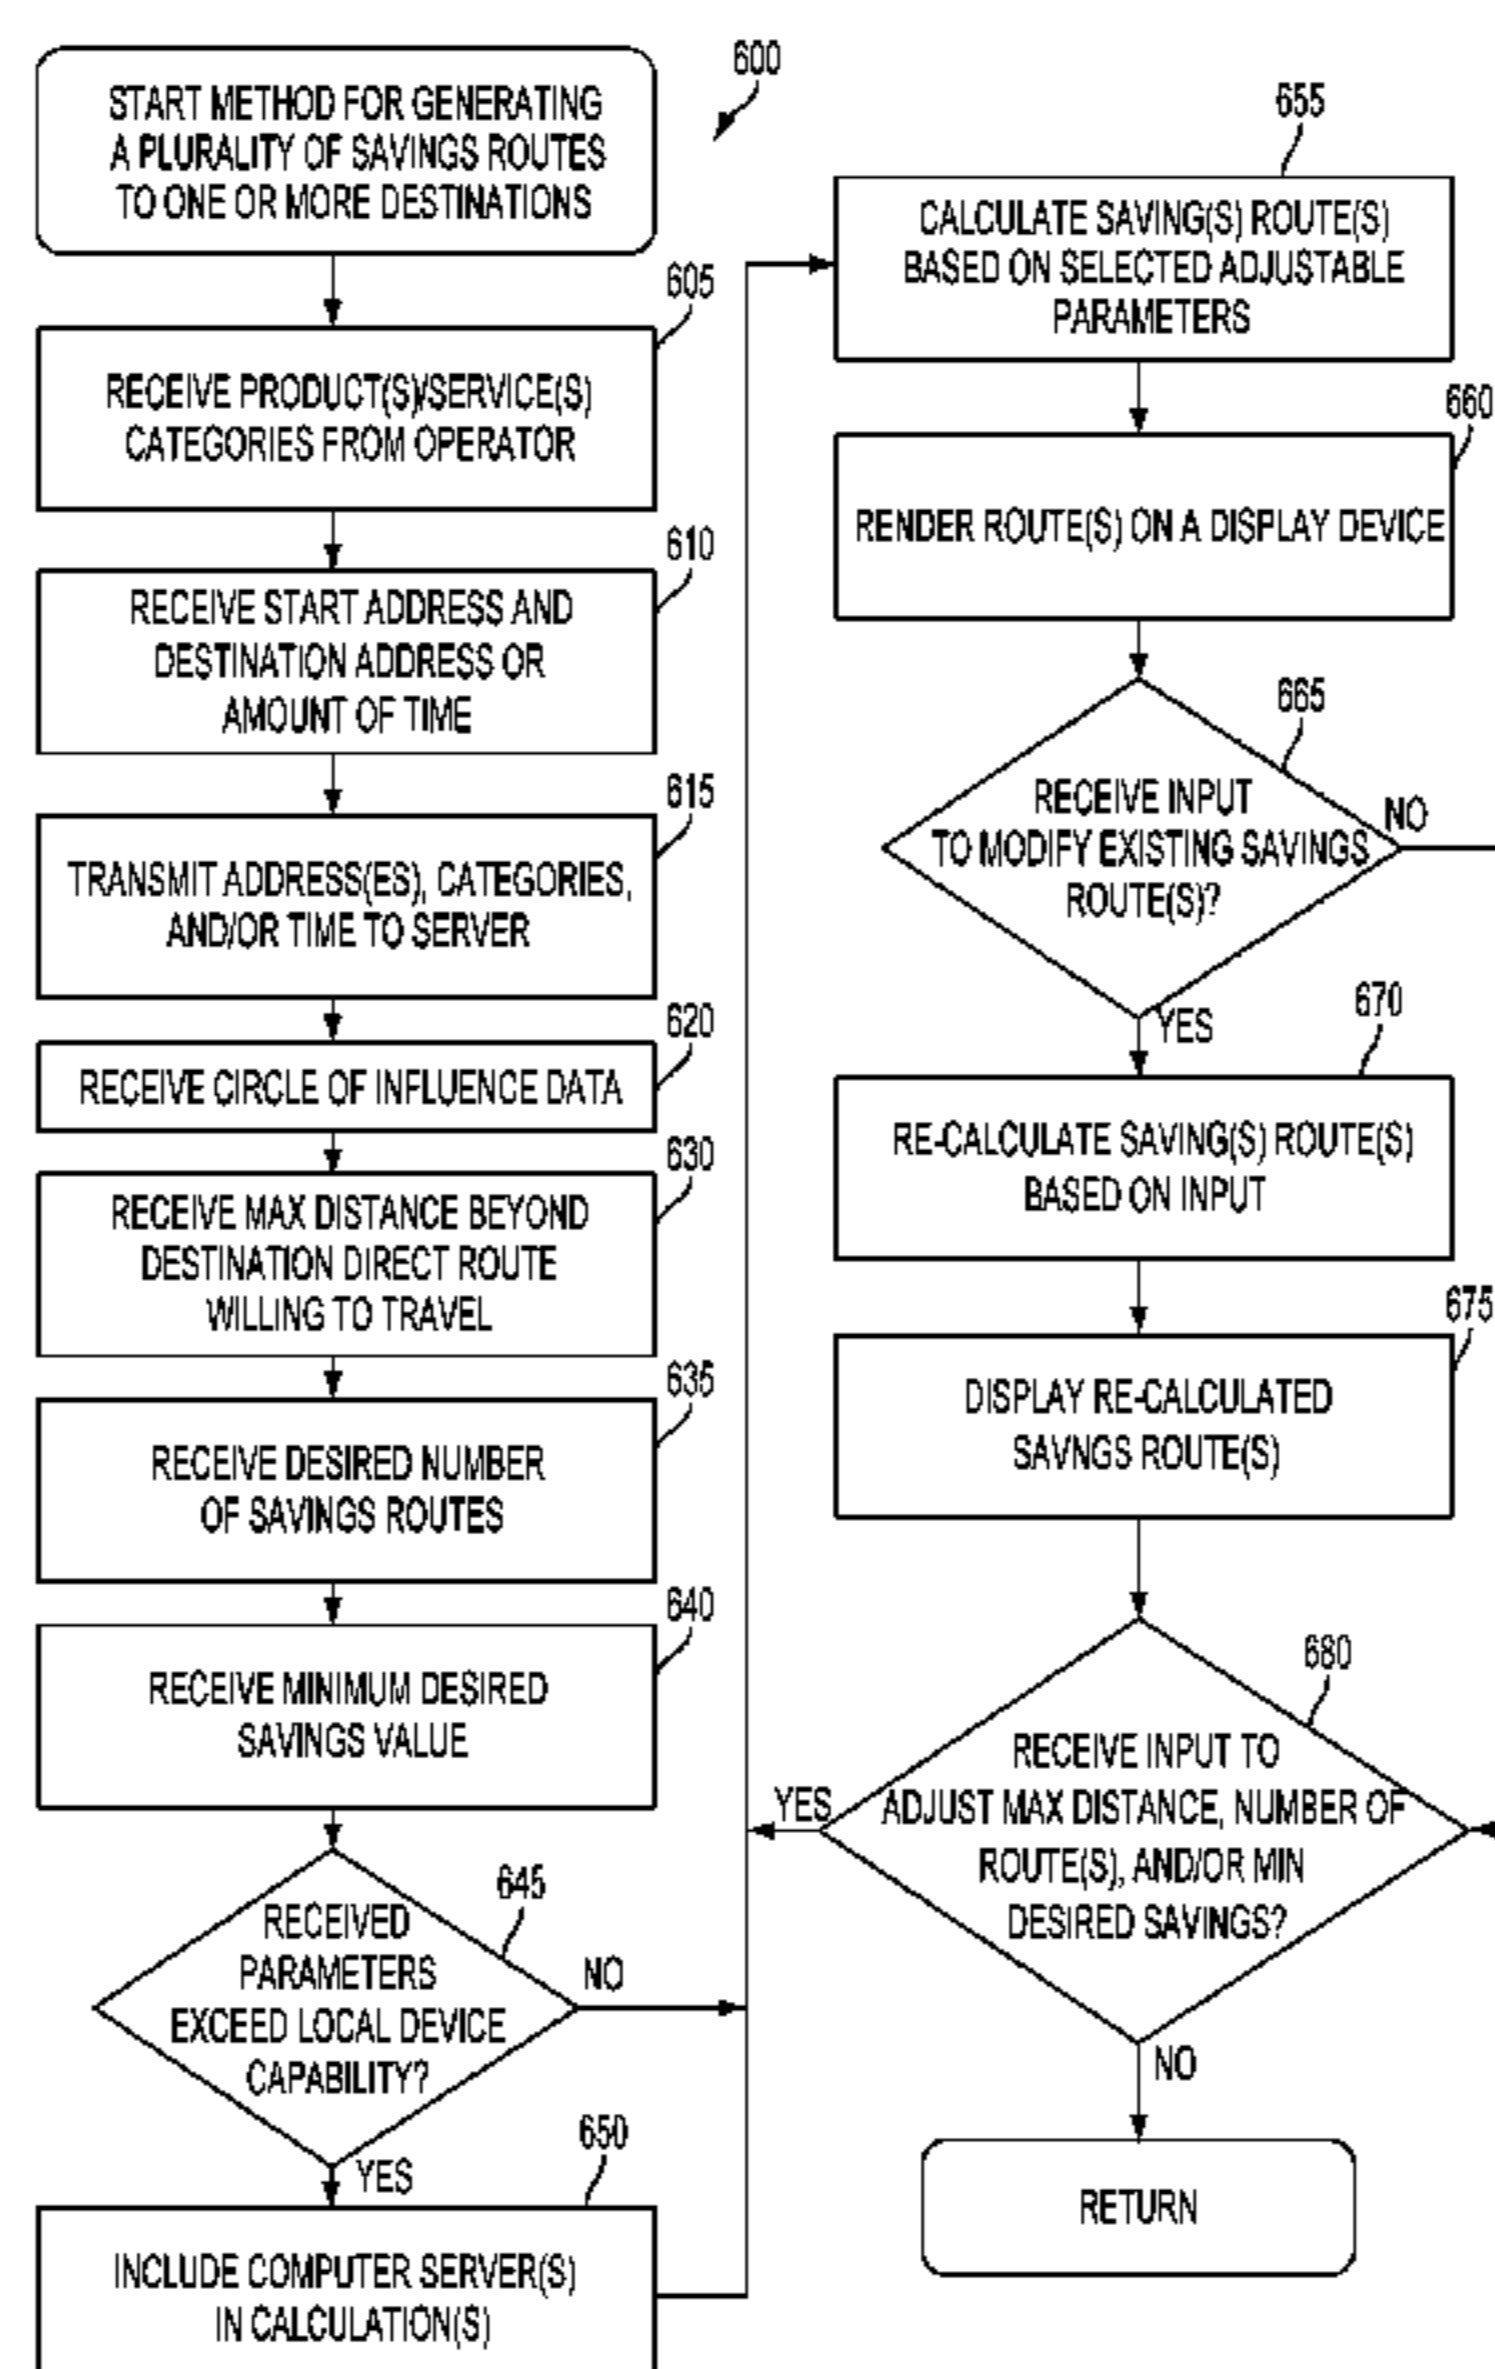 600
START METHOD FOR GENERATING
A PLURALITY OF SAVINGS ROUTES
TO ONE OR MORE DESTINATIONS
605
RECEIVE PRODUCT(S)/SERVICE(S)
CATEGORIES FROM OPERATOR
610
RECEIVE START ADDRESS AND
DESTINATION ADDRESS OR
AMOUNT OF TIME
615
TRANSMIT ADDRESS(ES), CATEGORIES,
AND/OR TIME TO SERVER
620
RECEIVE CIRCLE OF INFLUENCE DATA
630
RECEIVE MAX DISTANCE BEYOND
DESTINATION DIRECT ROUTE
WILLING TO TRAVEL
635
RECEIVE DESIRED NUMBER
OF SAVINGS ROUTES
640
RECEIVE MINIMUM DESIRED
SAVINGS VALUE
645
RECEIVED
PARAMETERS
EXCEED LOCAL DEVICE
CAPABILITY?
NO
YES
650
INCLUDE COMPUTER SERVER(S)
IN CALCULATION(S)
655
CALCULATE SAVING(S) ROUTE(S)
BASED ON SELECTED ADJUSTABLE
PARAMETERS
660
RENDER ROUTE(S) ON A DISPLAY DEVICE
665
RECEIVE INPUT
TO MODIFY EXISTING SAVINGS
ROUTE(S)?
NO
YES
670
RE-CALCULATE SAVING(S) ROUTE(S)
BASED ON INPUT
675
DISPLAY RE-CALCULATED
SAVNGS ROUTE(S)
680
RECEIVE INPUT TO
ADJUST MAX DISTANCE, NUMBER OF
ROUTE(S), AND/OR MIN
DESIRED SAVINGS?
YES
NO
RETURN